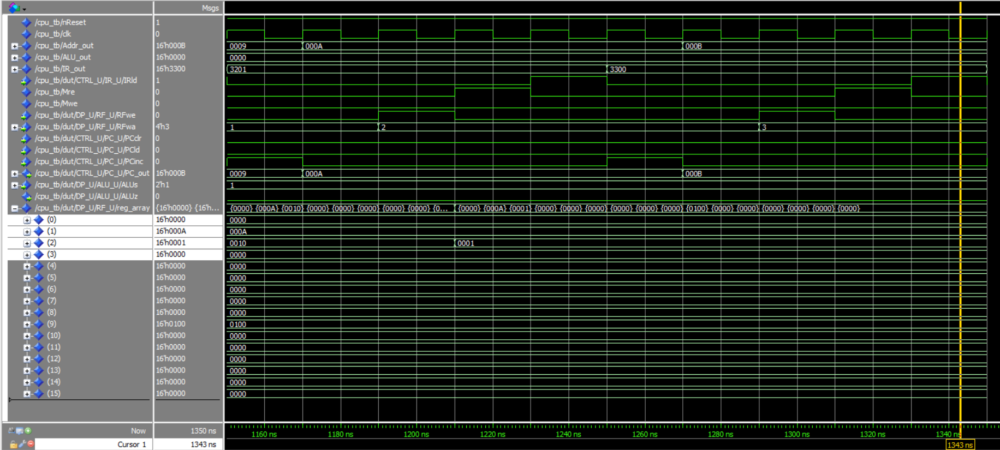 Msgs
/cpu_tb/nReset 1
/cpu_tb/clk 0
/cpu_tb/Addr_out 16'h000B 0009 000A 000B
/cpu_tb/ALU_out 16'h0000 0000
/cpu_tb/IR_out 16'h3300 3201 3300
/cpu_tb/dut/CTRL_U/IR_U/IRld 1
/cpu_tb/Mre 0
/cpu_tb/Mwe 0
/cpu_tb/dut/DP_U/RF_U/RFwe 0
/cpu_tb/dut/DP_U/RF_U/RFwa 4'h3 1 2 3
/cpu_tb/dut/CTRL_U/PC_U/PCclr 0
/cpu_tb/dut/CTRL_U/PC_U/PCld 0
/cpu_tb/dut/CTRL_U/PC_U/PCinc 0
/cpu_tb/dut/CTRL_U/PC_U/PC_out 16'h000B 0009 000A 000B
/cpu_tb/dut/DP_U/ALU_U/ALUs 2'h1 1
/cpu_tb/dut/DP_U/ALU_U/ALUz 0
/cpu_tb/dut/DP_U/RF_U/reg_array {16'h0000} {16'h... {0000} {000A} {0010} {0000} {0000} {0000} {0000} {0000} {0... {0000} {000A} {0001} {0000} {0000} {0000} {0000} {0000} {0000} {0100} {0000} {0000} {0000} {0000} {0000} {0000}
(0) 16'h0000 0000
(1) 16'h000A 000A
(2) 16'h0001 0010 0001
(3) 16'h0000 0000
(4) 16'h0000 0000
(5) 16'h0000 0000
(6) 16'h0000 0000
(7) 16'h0000 0000
(8) 16'h0000 0000
(9) 16'h0100 0100
(10) 16'h0000 0000
(11) 16'h0000 0000
(12) 16'h0000 0000
(13) 16'h0000 0000
(14) 16'h0000 0000
(15) 16'h0000 0000
Now 1350 ns 1160 ns 1180 ns 1200 ns 1220 ns 1240 ns 1260 ns 1280 ns 1300 ns 1320 ns 1340 ns
Cursor 1 1343 ns 1343 ns